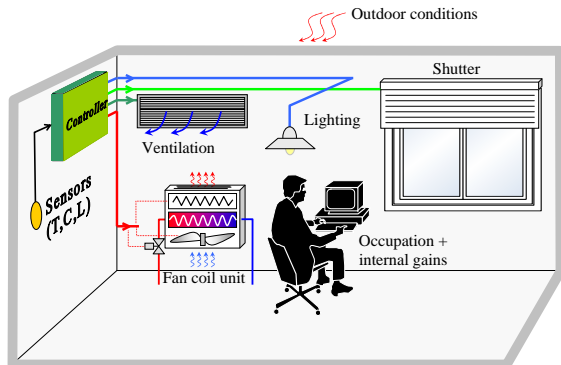 Outdoor conditions
Shutter
Controller
Lighting
Ventilation
Sensors
(T,C,L)
Occupation +
internal gains
Fan coil unit